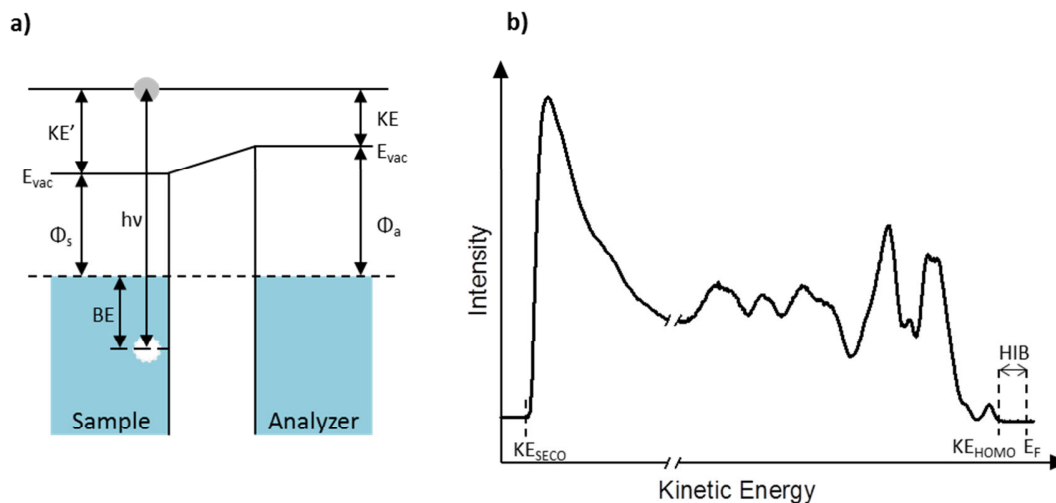 a)
KE'
KE
E_vac
E_vac
Φ_s
hν
Φ_a
BE
Sample
Analyzer
b)
Intensity
HIB
KE_SECO
KE_HOMO
E_F
Kinetic Energy